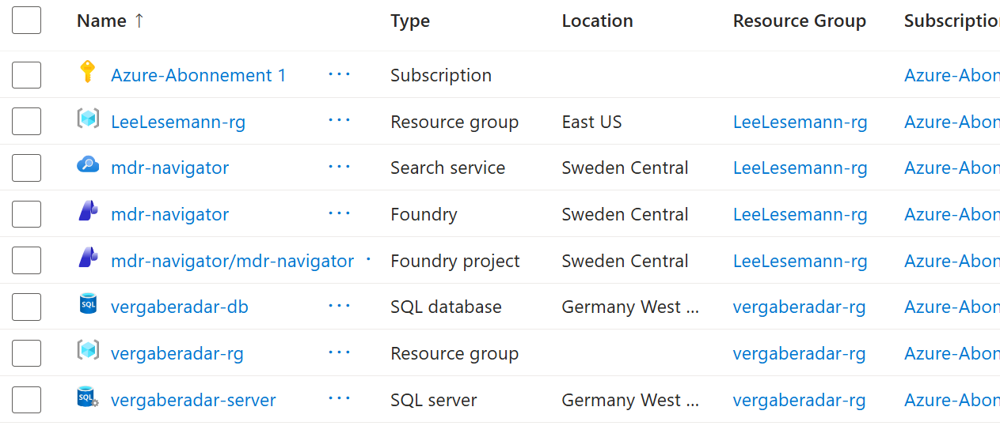 Name ↑ Type Location Resource Group Subscriptio
Azure-Abonnement 1 ··· Subscription Azure-Abon
LeeLesemann-rg ··· Resource group East US LeeLesemann-rg Azure-Abon
mdr-navigator ··· Search service Sweden Central LeeLesemann-rg Azure-Abon
mdr-navigator ··· Foundry Sweden Central LeeLesemann-rg Azure-Abon
mdr-navigator/mdr-navigator · Foundry project Sweden Central LeeLesemann-rg Azure-Abon
SQL vergaberadar-db ··· SQL database Germany West ... vergaberadar-rg Azure-Abon
vergaberadar-rg ··· Resource group vergaberadar-rg Azure-Abon
SQL vergaberadar-server ··· SQL server Germany West ... vergaberadar-rg Azure-Abon